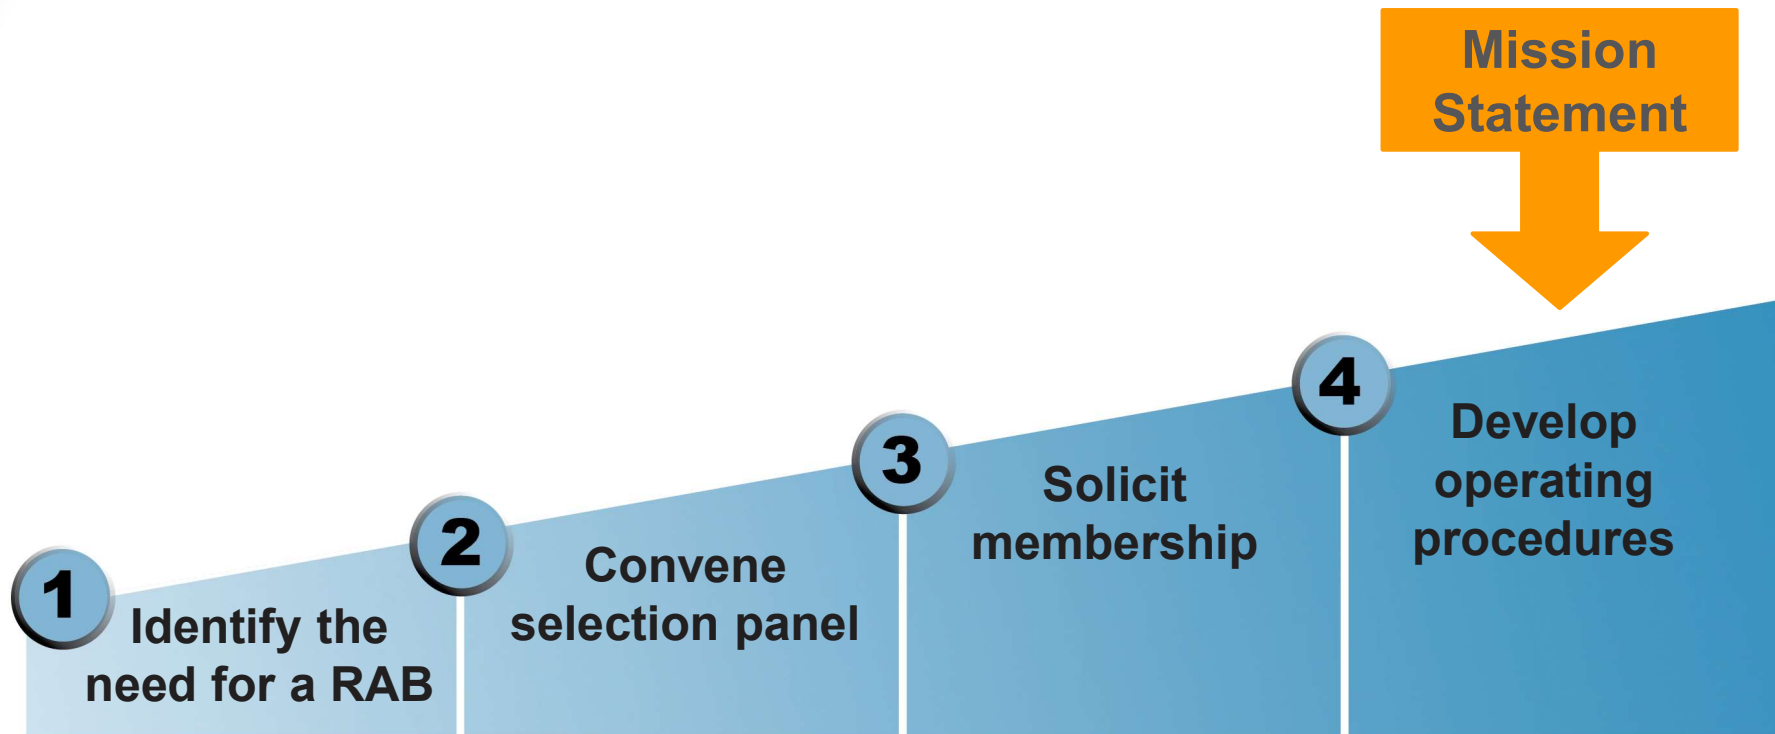 Mission
Statement
1
Identify the
need for a RAB
2
Convene
selection panel
3
Solicit
membership
4
Develop
operating
procedures